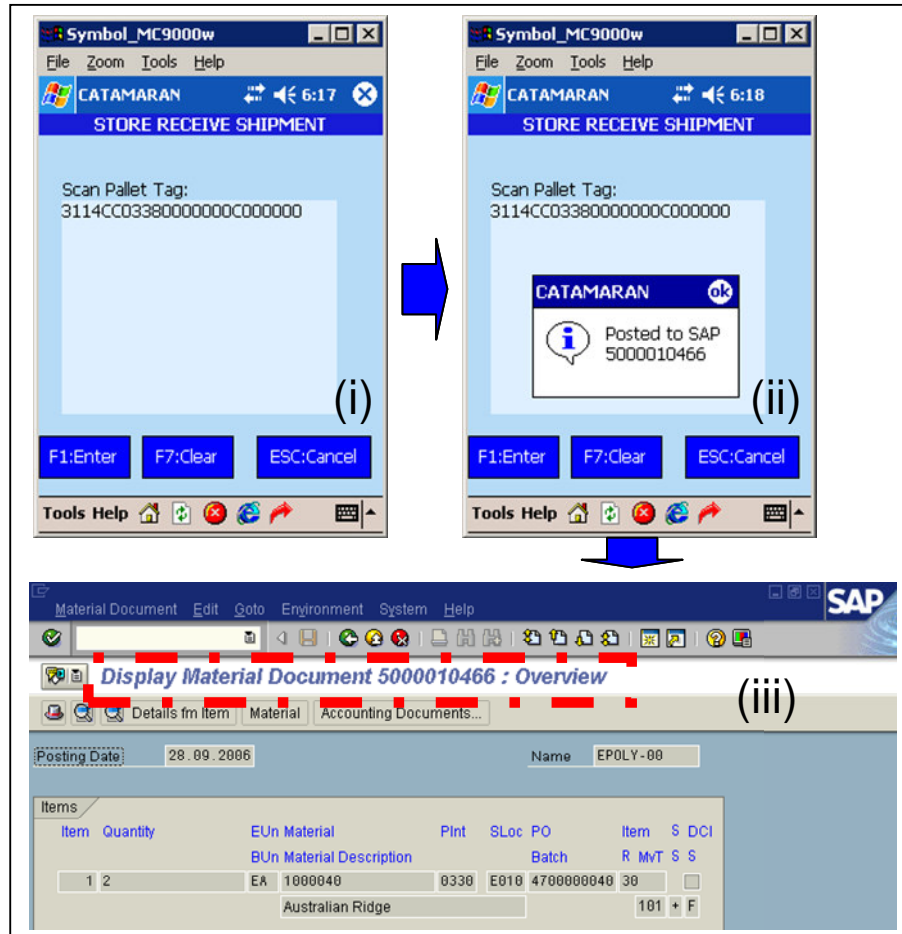 Symbol_MC9000w
File Zoom Tools Help
CATAMARAN 6:17
STORE RECEIVE SHIPMENT
Scan Pallet Tag:
3114CC03380000000C000000
(i)
F1:Enter F7:Clear ESC:Cancel
Tools Help
Symbol_MC9000w
File Zoom Tools Help
CATAMARAN 6:18
STORE RECEIVE SHIPMENT
Scan Pallet Tag:
3114CC03380000000C000000
CATAMARAN ok
Posted to SAP
5000010466
(ii)
F1:Enter F7:Clear ESC:Cancel
Tools Help
Material Document Edit Goto Environment System Help
SAP
Display Material Document 5000010466 : Overview
(iii)
Details fm Item Material Accounting Documents...
Posting Date 28.09.2006 Name EPOLY-00
Items
Item Quantity EUn Material Plnt SLoc PO Item S DCI
BUn Material Description Batch R MvT S S
1 2 EA 1000040 0330 E010 4700000040 30
Australian Ridge 101 + F